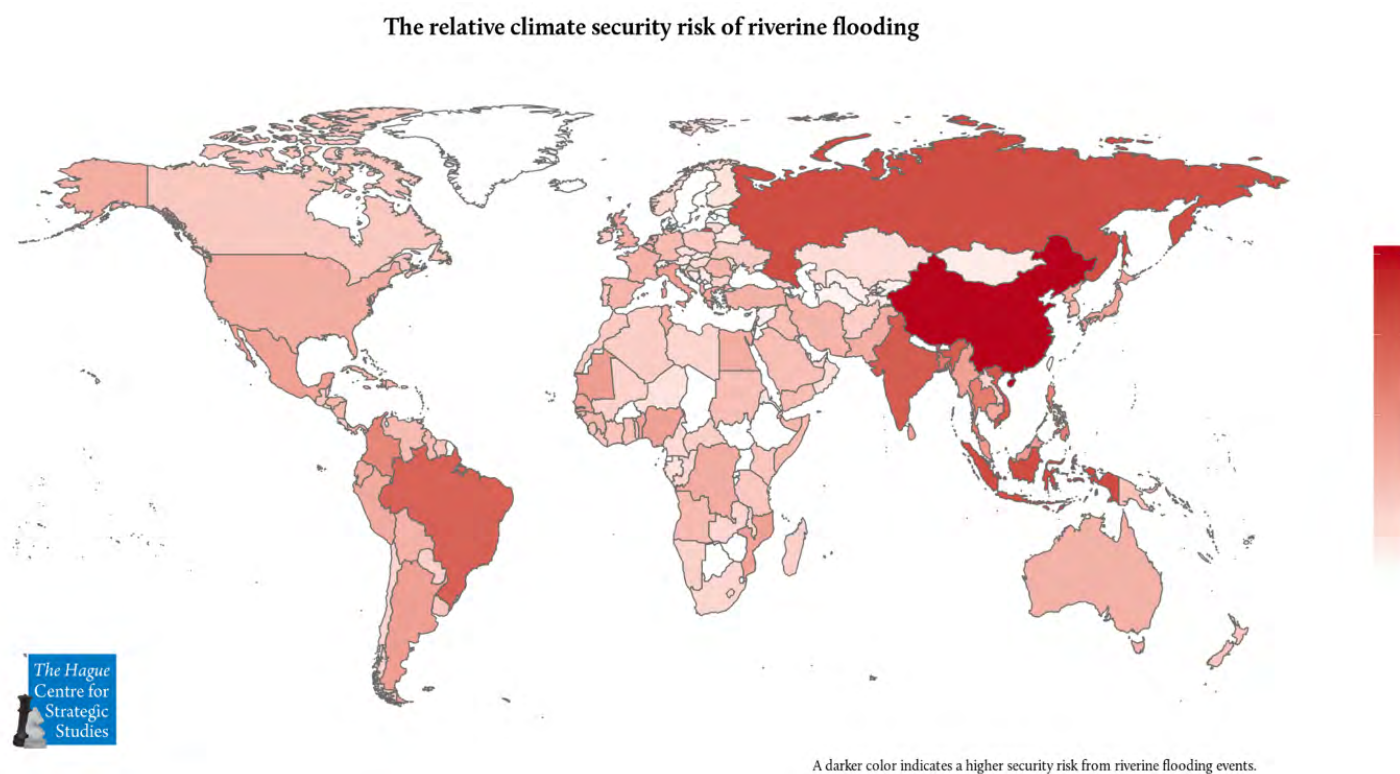 The relative climate security risk of riverine flooding
The Hague
Centre for
Strategic
Studies
A darker color indicates a higher security risk from riverine flooding events.